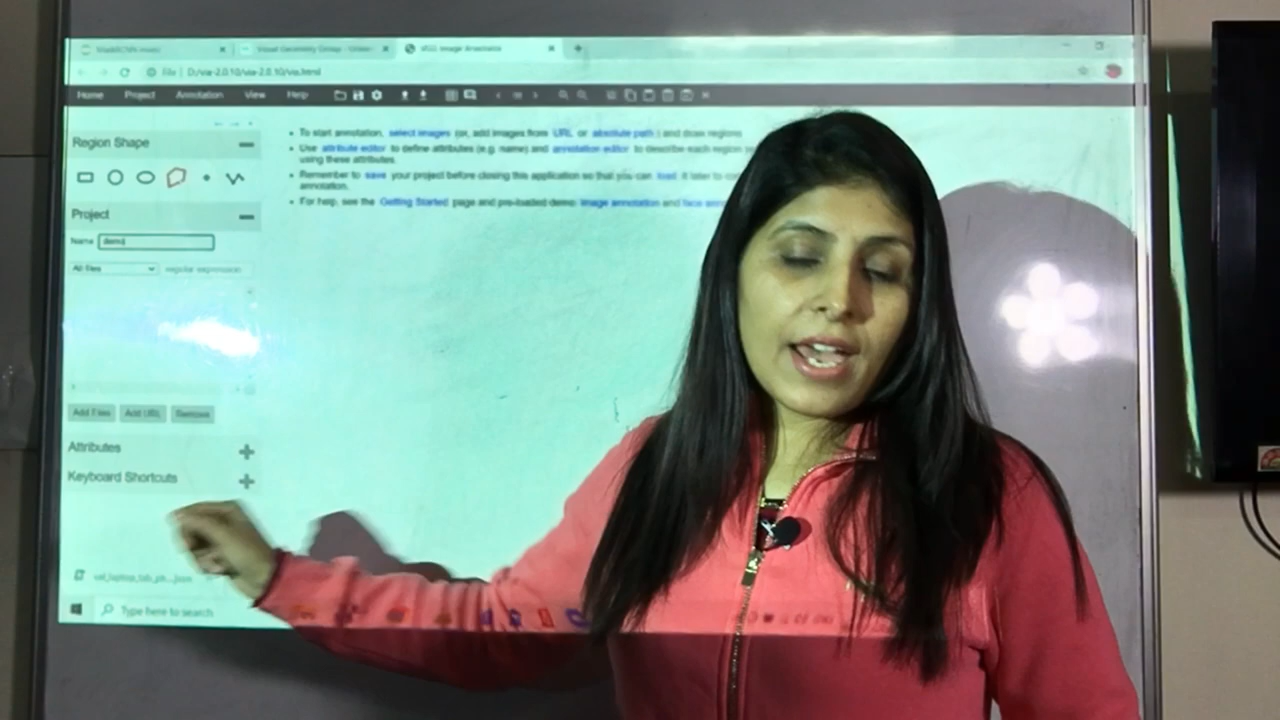 MaskRCNN
Visual Geometry Group - 
VGG Image Annotator
File
D:/via-2.0.10/via-2.0.10/via.html
Home Project Annotation View Help
Region Shape
Project
Name
All files
regular expression
Add Files Add URL Remove
Attributes
Keyboard Shortcuts
To start annotation, select images (or, add images from URL or absolute path) and draw regions
Use attribute editor to define attributes (e.g. name) and annotation editor to describe each region
using these attributes.
Remember to save your project before closing this application so that you can load it later to
annotation.
For help, see the Getting Started page and pre-loaded demo: image annotation and face
Type here to search